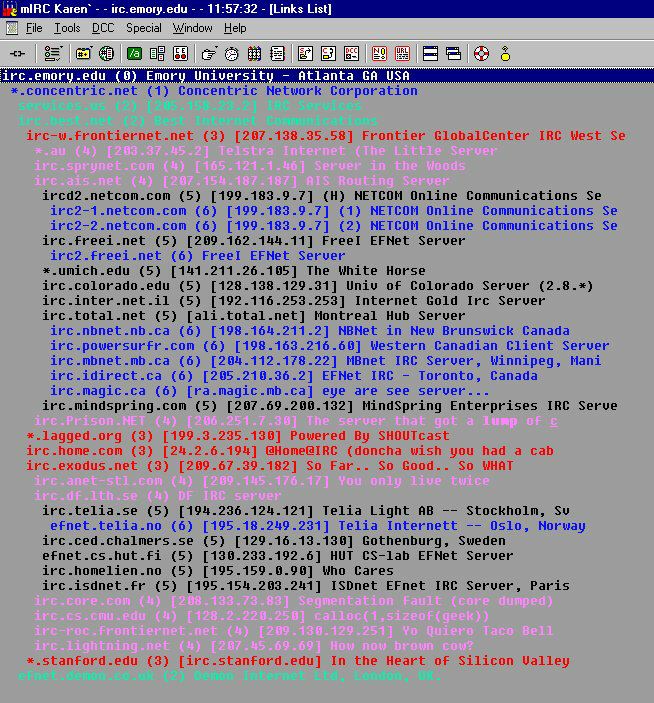 mIRC Karen` - - irc.emory.edu - - 11:57:32 - [Links List]
File Tools DCC Special Window Help
irc.emory.edu (0) Emory University - Atlanta GA USA
*.concentric.net (1) Concentric Network Corporation
services.us (2) [205.158.23.2] IRC Services
irc.best.net (2) Best Internet Communications
irc-w.frontiernet.net (3) [207.138.35.58] Frontier GlobalCenter IRC West Se
*.au (4) [203.37.45.2] Telstra Internet (The Little Server
irc.sprynet.com (4) [165.121.1.46] Server in the Woods
irc.ais.net (4) [207.154.187.187] AIS Routing Server
ircd2.netcom.com (5) [199.183.9.7] (H) NETCOM Online Communications Se
irc2-1.netcom.com (6) [199.183.9.7] (1) NETCOM Online Communications Se
irc2-2.netcom.com (6) [199.183.9.7] (2) NETCOM Online Communications Se
irc.freei.net (5) [209.162.144.11] FreeI EFNet Server
irc2.freei.net (6) FreeI EFNet Server
*.umich.edu (5) [141.211.26.105] The White Horse
irc.colorado.edu (5) [128.138.129.31] Univ of Colorado Server (2.8.*)
irc.inter.net.il (5) [192.116.253.253] Internet Gold Irc Server
irc.total.net (5) [ali.total.net] Montreal Hub Server
irc.nbnet.nb.ca (6) [198.164.211.2] NBNet in New Brunswick Canada
irc.powersurfr.com (6) [198.163.216.60] Western Canadian Client Server
irc.mbnet.mb.ca (6) [204.112.178.22] MBnet IRC Server, Winnipeg, Mani
irc.idirect.ca (6) [205.210.36.2] EFNet IRC - Toronto, Canada
irc.magic.ca (6) [ra.magic.mb.ca] eye are see server...
irc.mindspring.com (5) [207.69.200.132] MindSpring Enterprises IRC Serve
irc.Prison.NET (4) [206.251.7.30] The server that got a lump of c
*.lagged.org (3) [199.3.235.130] Powered By SHOUTcast
irc.home.com (3) [24.2.6.194] @Home@IRC (doncha wish you had a cab
irc.exodus.net (3) [209.67.39.182] So Far.. So Good.. So WHAT
irc.anet-stl.com (4) [209.145.176.17] You only live twice
irc.df.lth.se (4) DF IRC server
irc.telia.se (5) [194.236.124.121] Telia Light AB -- Stockholm, Sv
efnet.telia.no (6) [195.18.249.231] Telia Internett -- Oslo, Norway
irc.ced.chalmers.se (5) [129.16.13.130] Gothenburg, Sweden
efnet.cs.hut.fi (5) [130.233.192.6] HUT CS-lab EFNet Server
irc.homelien.no (5) [195.159.0.90] Who Cares
irc.isdnet.fr (5) [195.154.203.241] ISDnet EFnet IRC Server, Paris
irc.core.com (4) [208.133.73.83] Segmentation Fault (core dumped)
irc.cs.cmu.edu (4) [128.2.220.250] calloc(1,sizeof(geek))
irc-roc.frontiernet.net (4) [209.130.129.251] Yo Quiero Taco Bell
irc.lightning.net (4) [207.45.69.69] How now brown cow?
*.stanford.edu (3) [irc.stanford.edu] In the Heart of Silicon Valley
efnet.demon.co.uk (2) Demon Internet Ltd, London, UK.